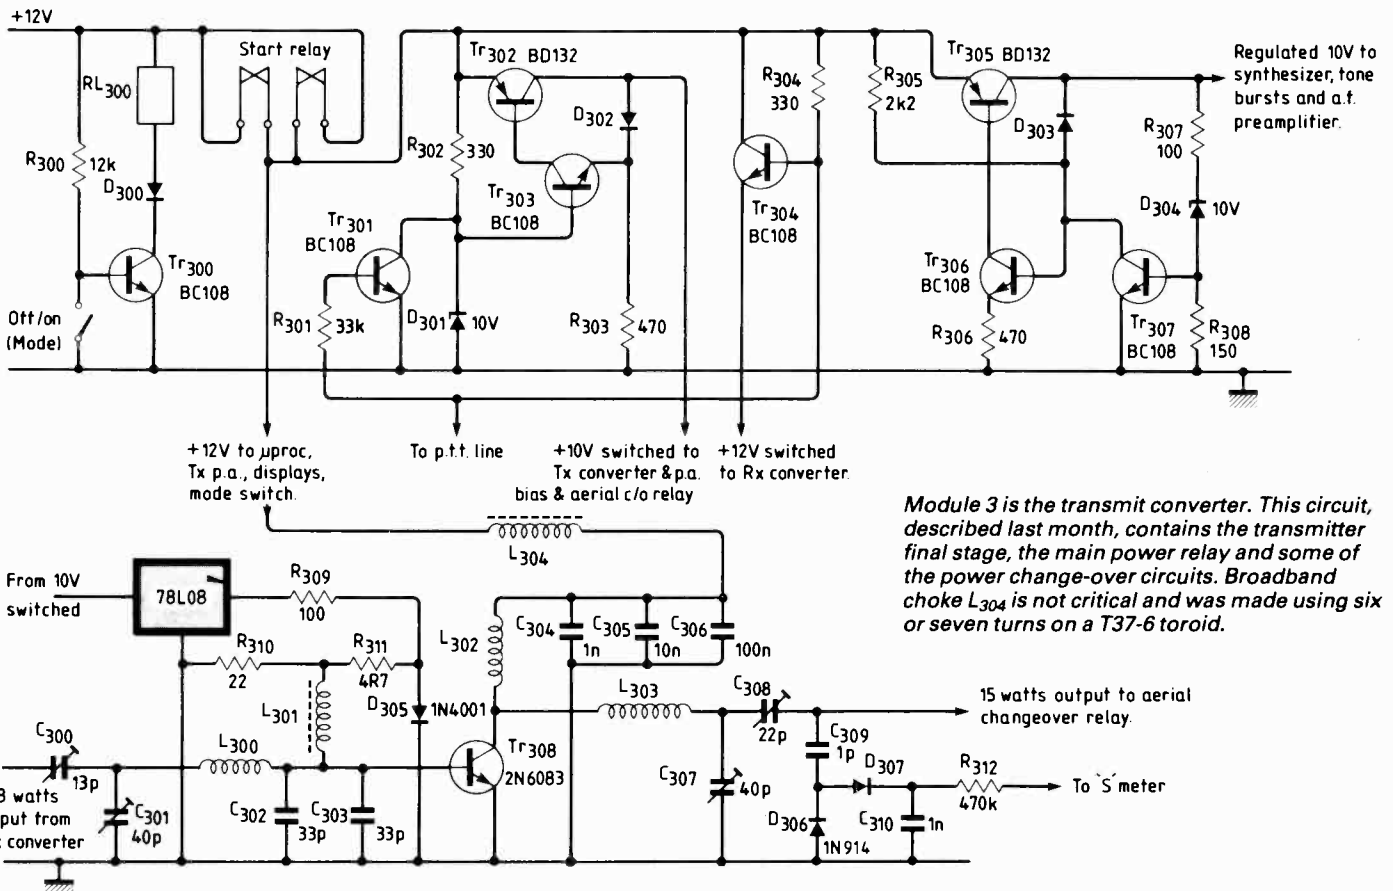 +12V
Start relay
RL300
R300
12k
D300
Tr300
BC108
Off/on
(Mode)
Tr302 BD132
R302
330
D302
Tr303
BC108
Tr301
BC108
R301
33k
D301
10V
R303
470
R304
330
Tr304
BC108
R305
2k2
Tr305 BD132
D303
R307
100
D304
10V
Tr306
BC108
R306
470
Tr307
BC108
R308
150
Regulated 10V to
synthesizer, tone
bursts and a.f.
preamplifier.
+12V to µproc,
Tx p.a., displays,
mode switch.
To p.t.t. line
+10V switched to
Tx converter & p.a.
bias & aerial c/o relay
+12V switched
to Rx converter.
Module 3 is the transmit converter. This circuit,
described last month, contains the transmitter
final stage, the main power relay and some of
the power change-over circuits. Broadband
choke L304 is not critical and was made using six
or seven turns on a T37-6 toroid.
L304
From 10V
switched
78L08
R309
100
R310
22
R311
4R7
L301
D305
1N4001
L302
C304
1n
C305
10n
C306
100n
C300
13p
L300
C301
40p
C302
33p
C303
33p
Tr308
2N6083
L303
C307
40p
C308
22p
C309
1p
D307
R312
470k
D306
1N914
C310
1n
15 watts output to aerial
changeover relay.
To 'S' meter
watts
from
converter